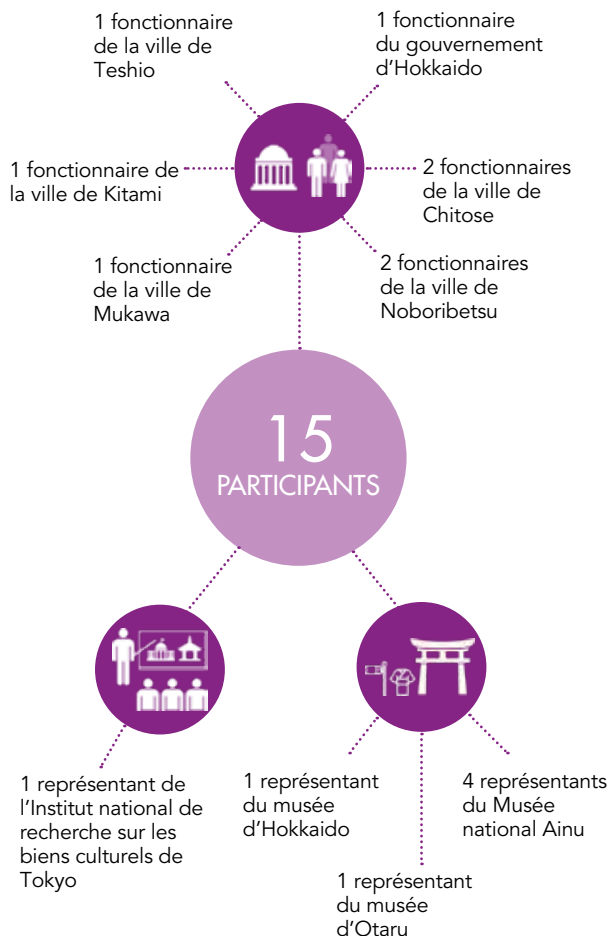 1 fonctionnaire
de la ville de
Teshio
1 fonctionnaire
du gouvernement
d’Hokkaido
1 fonctionnaire de
la ville de Kitami
2 fonctionnaires
de la ville de
Chitose
1 fonctionnaire
de la ville de
Mukawa
2 fonctionnaires
de la ville de
Noboribetsu
15
PARTICIPANTS
1 représentant de
l’Institut national de
recherche sur les
biens culturels de
Tokyo
1 représentant
du musée
d’Hokkaido
4 représentants
du Musée
national Ainu
1 représentant
du musée
d’Otaru